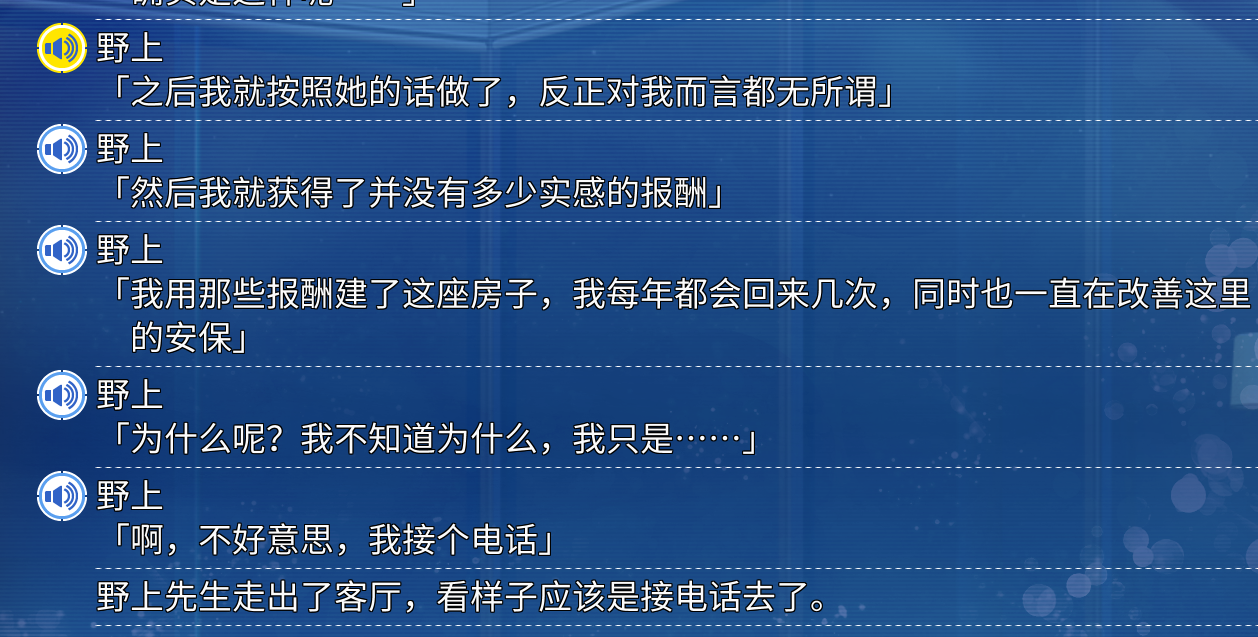 野上
「之后我就按照她的话做了，反正对我而言都无所谓」
野上
「然后我就获得了并没有多少实感的报酬」
野上
「我用那些报酬建了这座房子，我每年都会回来几次，同时也一直在改善这里
的安保」
野上
「为什么呢？我不知道为什么，我只是……」
野上
「啊，不好意思，我接个电话」
野上先生走出了客厅，看样子应该是接电话去了。